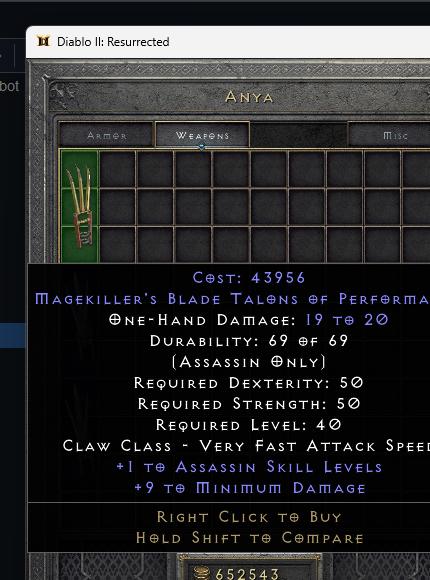 bot
Diablo II: Resurrected
Anya
Armor Weapons Misc
Cost: 43956
Magekiller's Blade Talons of Performa
One-Hand Damage: 19 to 20
Durability: 69 of 69
(Assassin Only)
Required Dexterity: 50
Required Strength: 50
Required Level: 40
Claw Class - Very Fast Attack Speed
+1 to Assassin Skill Levels
+9 to Minimum Damage
Right Click to Buy
Hold Shift to Compare
652543